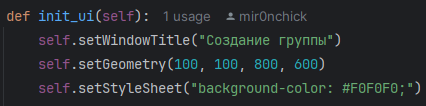 def init_ui(self): 1 usage mir0nchick
self.setWindowTitle("Создание группы")
self.setGeometry(100, 100, 800, 600)
self.setStyleSheet("background-color: #F0F0F0;")